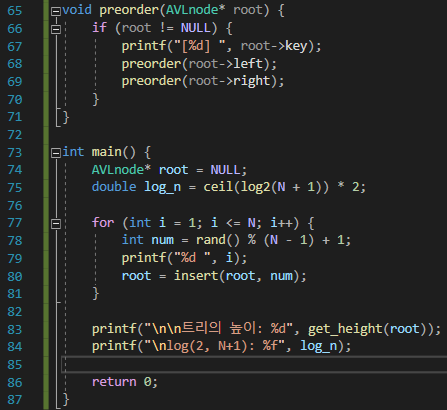 65 void preorder(AVLnode* root) {
66 if (root != NULL) {
67 printf("[%d] ", root->key);
68 preorder(root->left);
69 preorder(root->right);
70 }
71 }
72
73 int main() {
74 AVLnode* root = NULL;
75 double log_n = ceil(log2(N + 1)) * 2;
76
77 for (int i = 1; i <= N; i++) {
78 int num = rand() % (N - 1) + 1;
79 printf("%d ", i);
80 root = insert(root, num);
81 }
82
83 printf("\n\n트리의 높이: %d", get_height(root));
84 printf("\nlog(2, N+1): %f", log_n);
85
86 return 0;
87 }